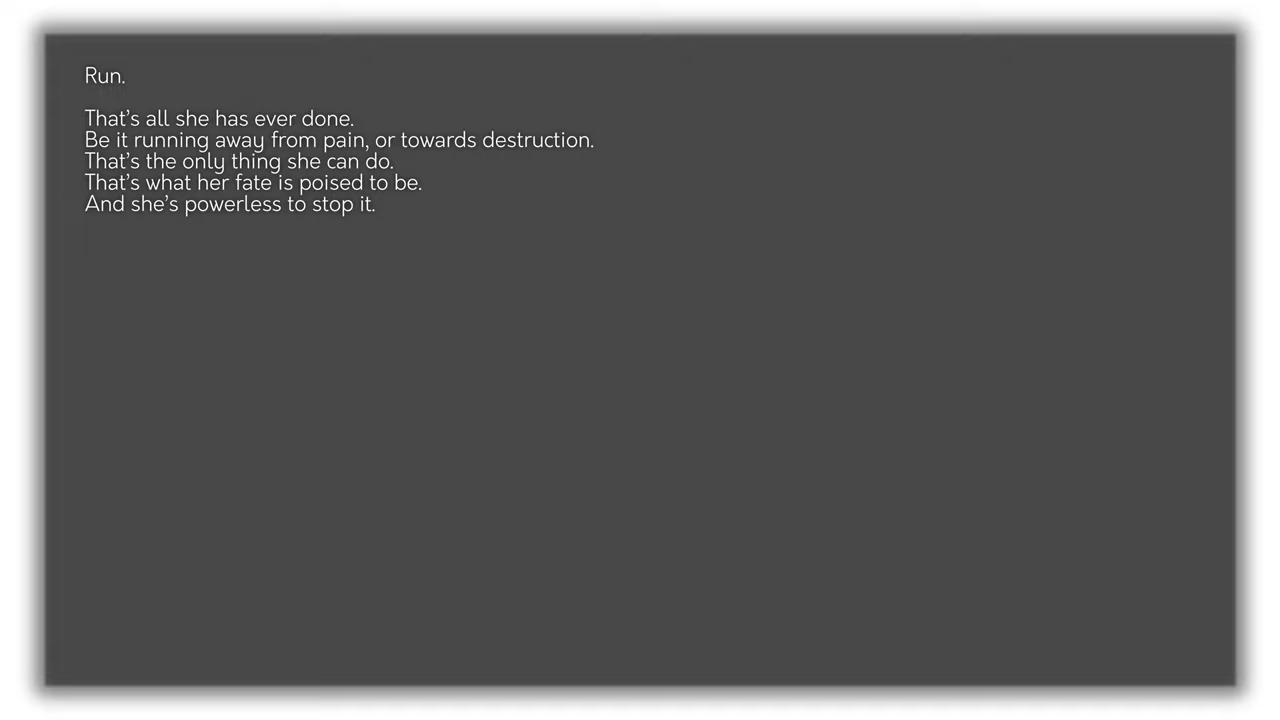 Run.
That’s all she has ever done.
Be it running away from pain, or towards destruction.
That’s the only thing she can do.
That’s what her fate is poised to be.
And she’s powerless to stop it.